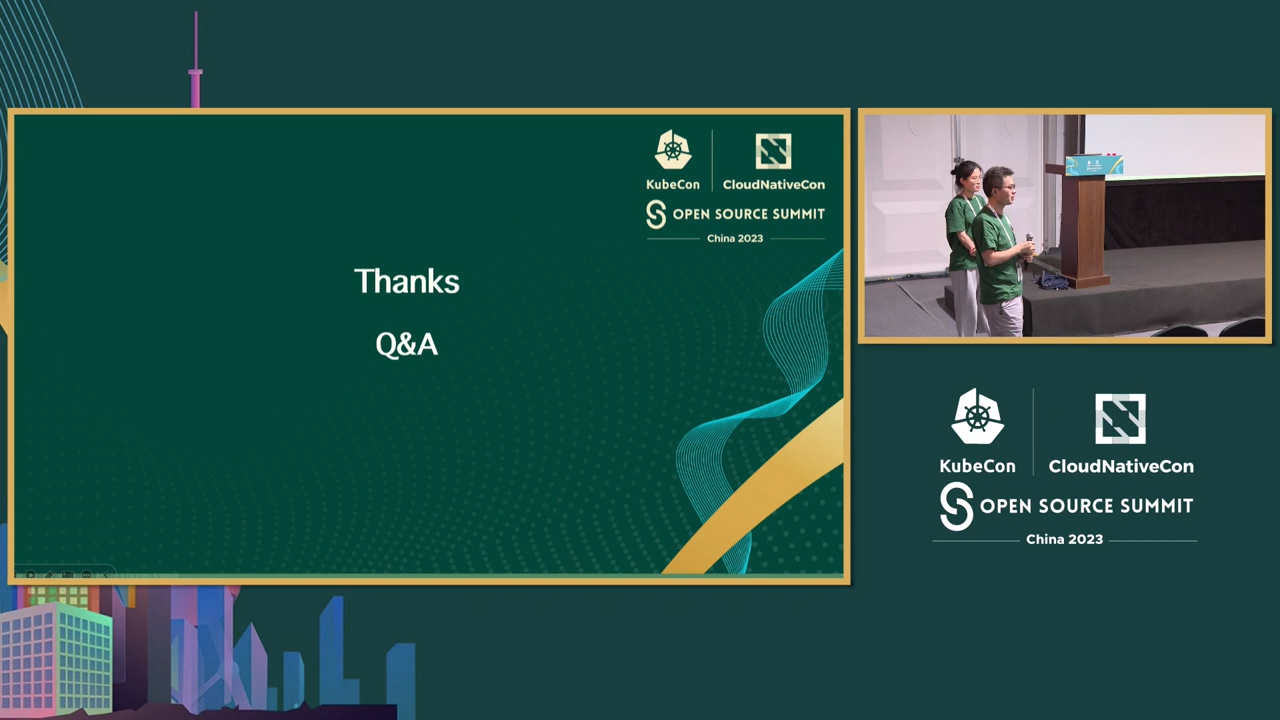 KubeCon
CloudNativeCon
OPEN SOURCE SUMMIT
China 2023
Thanks
Q&A
KubeCon
CloudNativeCon
OPEN SOURCE SUMMIT
China 2023